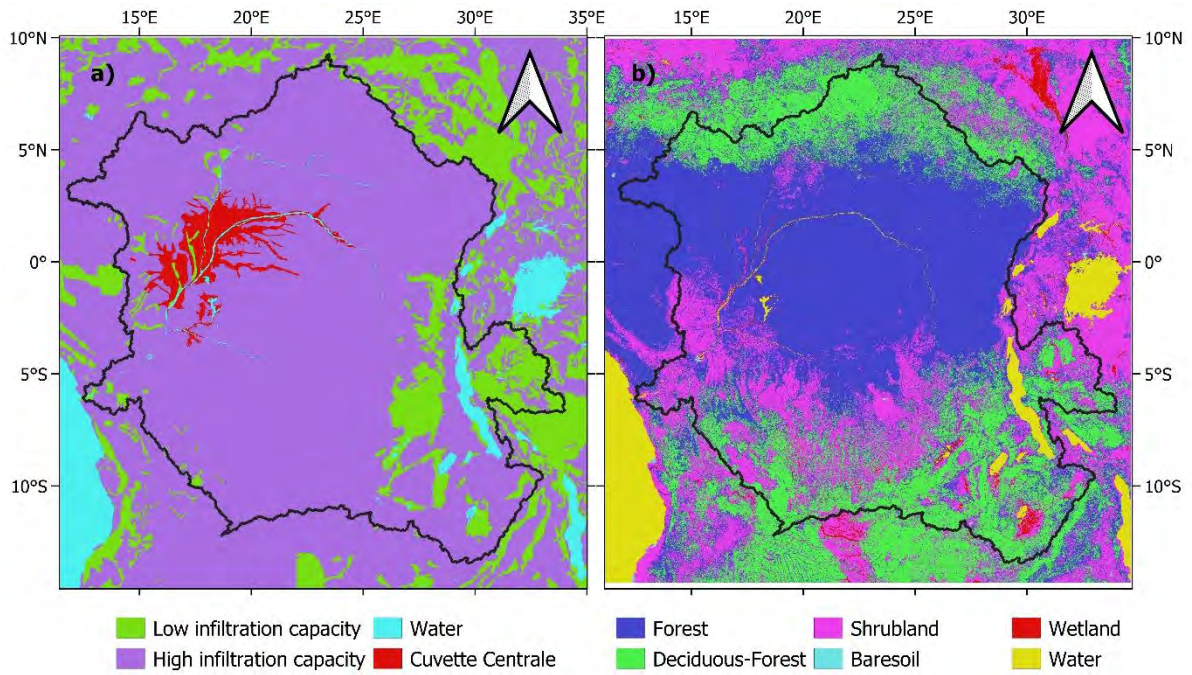 15°E 20°E 25°E 30°E 35°E 15°E 20°E 25°E 30°E
10°N 10°N
a) b)
5°N 5°N
0° 0°
5°S 5°S
10°S 10°S
Low infiltration capacity Water Forest Shrubland Wetland
High infiltration capacity Cuvette Centrale Deciduous-Forest Baresoil Water